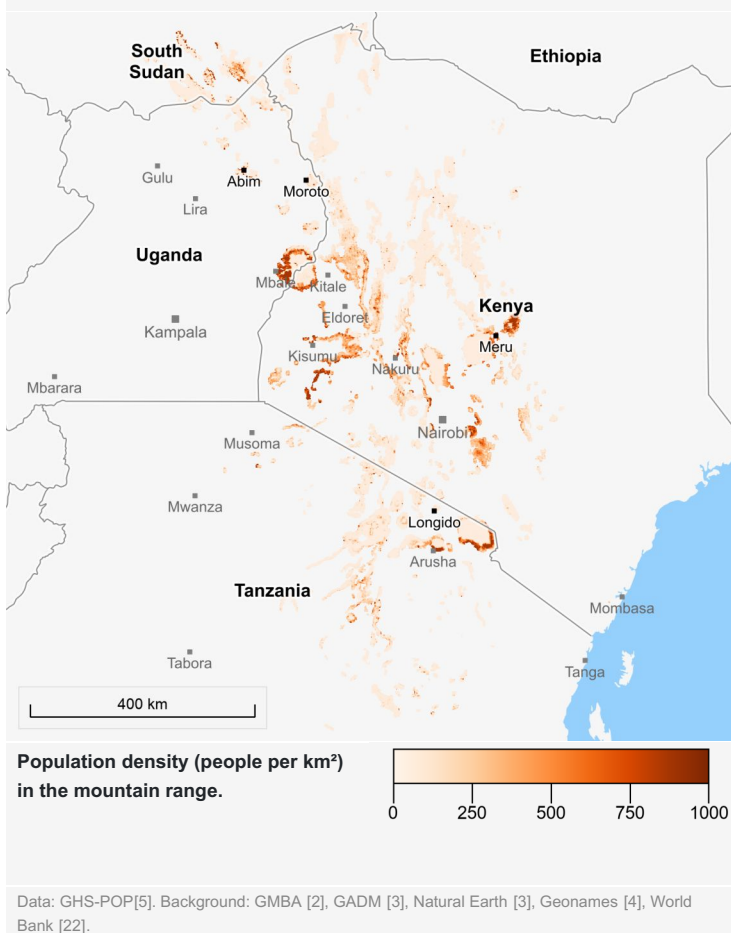 South
Sudan
Ethiopia
Gulu
Abim
Moroto
Lira
Uganda
Mbale
Kitale
Kenya
Eldoret
Kampala
Meru
Kisumu
Nakuru
Mbarara
Nairobi
Musoma
Mwanza
Longido
Arusha
Tanzania
Mombasa
Tabora
Tanga
400 km
Population density (people per km²)
in the mountain range.
0 250 500 750 1000
Data: GHS-POP[5]. Background: GMBA [2], GADM [3], Natural Earth [3], Geonames [4], World
Bank [22].